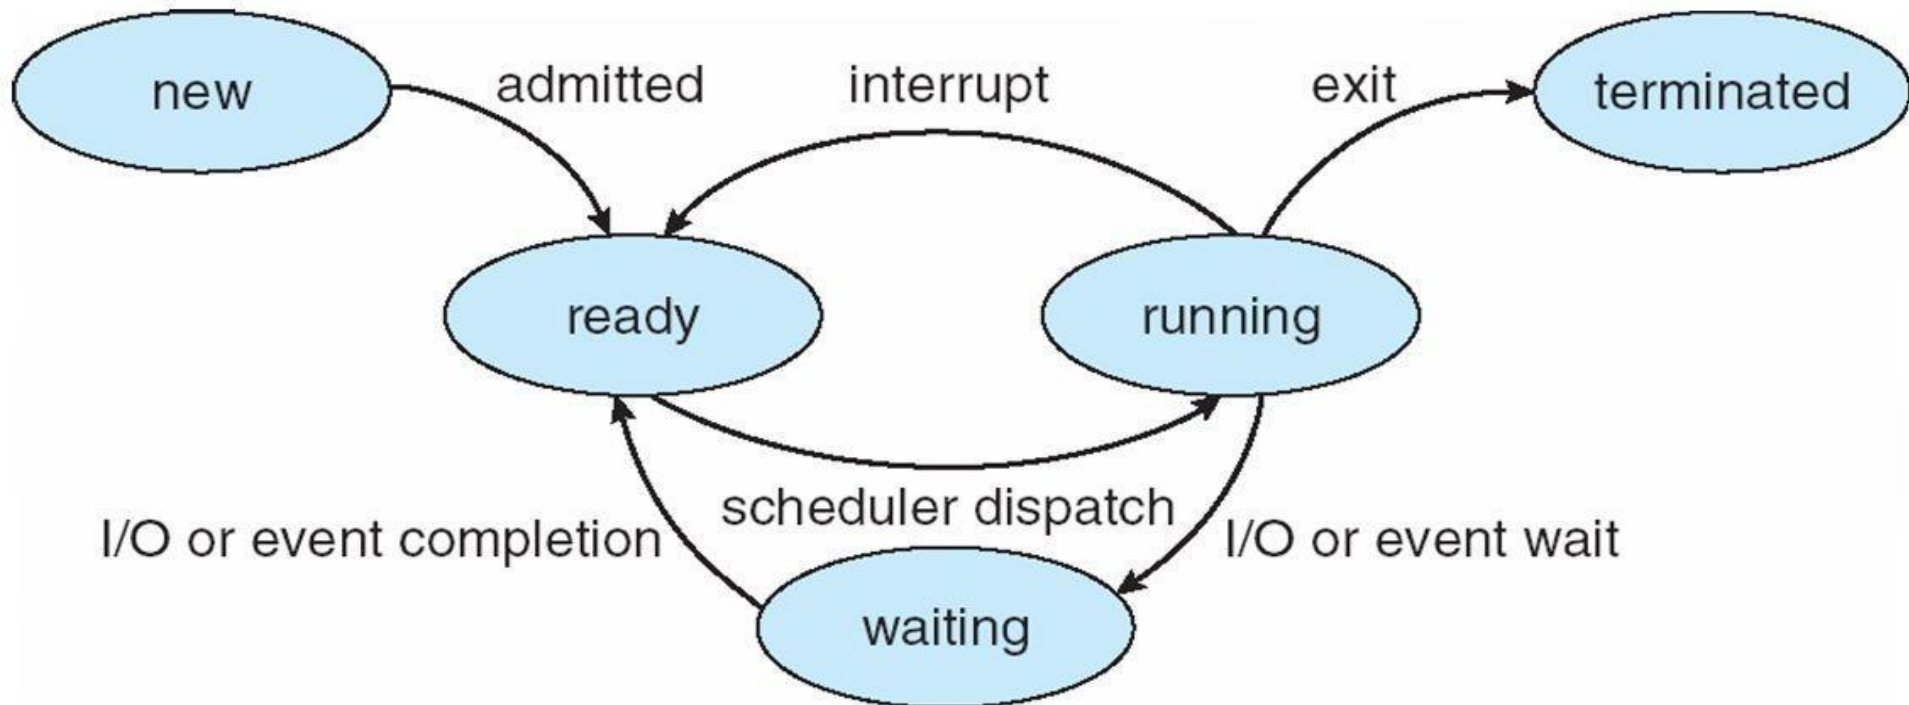 new
admitted
interrupt
exit
terminated
ready
running
scheduler dispatch
I/O or event completion
I/O or event wait
waiting